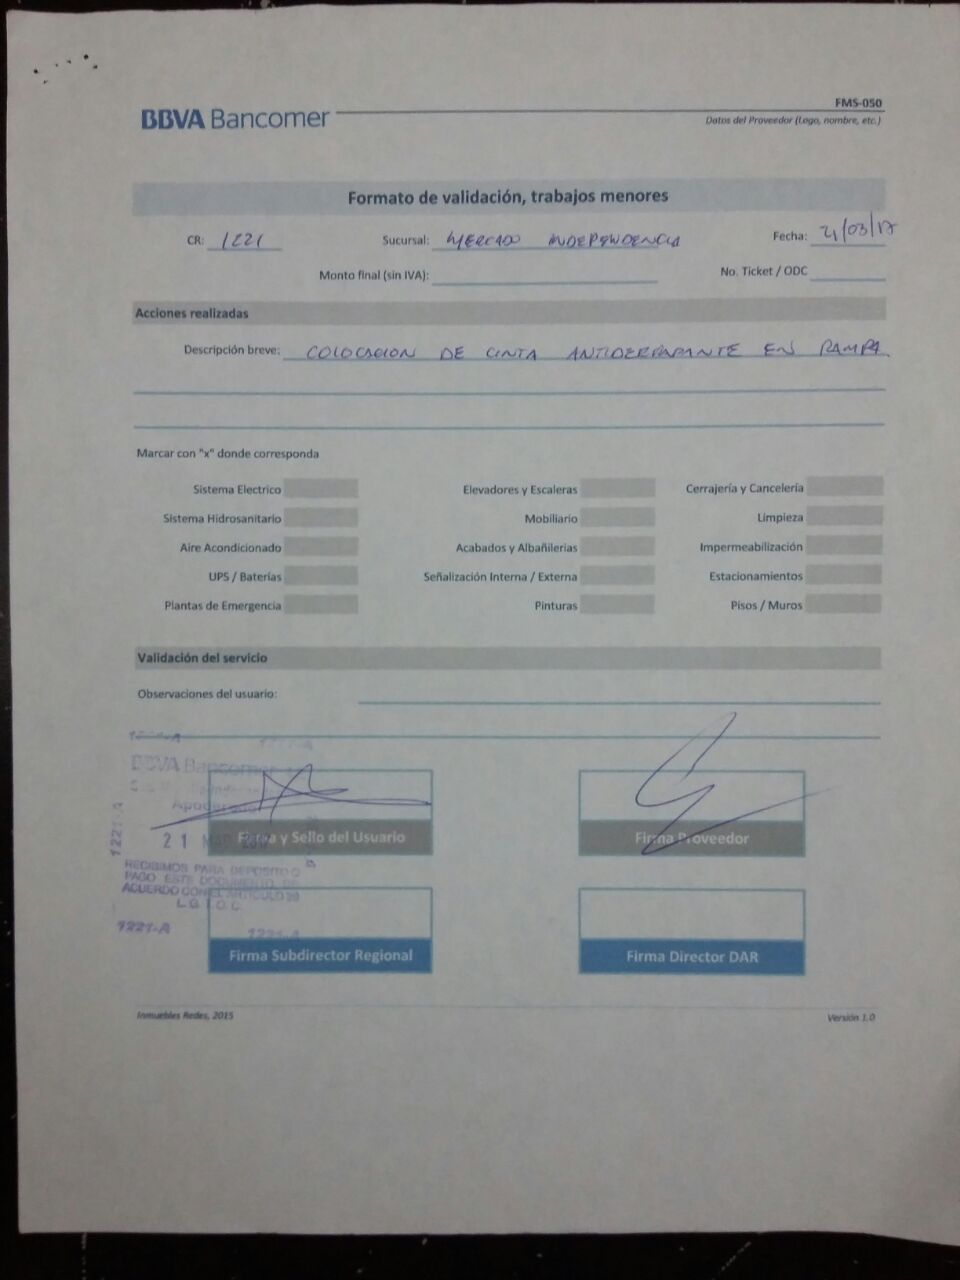 FMS-050
BBVA Bancomer
Datos del Proveedor (Logo, nombre, etc.)
Formato de validación, trabajos menores
CR: 1221 Sucursal: MERCADO INDEPENDENCIA Fecha: 21/03/17
Monto final (sin IVA): No. Ticket / ODC
Acciones realizadas
Descripción breve: COLOCACION DE CINTA ANTIDERRAPANTE EN RAMPA.
Marcar con "x" donde corresponda
Sistema Electrico Elevadores y Escaleras Cerrajería y Cancelería
Sistema Hidrosanitario Mobiliario Limpieza
Aire Acondicionado Acabados y Albañilerias Impermeabilización
UPS / Baterías Señalización Interna / Externa Estacionamientos
Plantas de Emergencia Pinturas Pisos / Muros
Validación del servicio
Observaciones del usuario:
1221-A 1221-A
BBVA Bancomer
Apoderado
1221-A
21 MAR
Firma y Sello del Usuario Firma Proveedor
RECIBIMOS PARA DEPOSITO O
PAGO ESTE DOCUMENTO DE
ACUERDO CON EL ARTICULO 39
L.G.T.O.C.
1221-A 1221-A
Firma Subdirector Regional Firma Director DAR
Inmuebles Redes, 2015 Versión 1.0